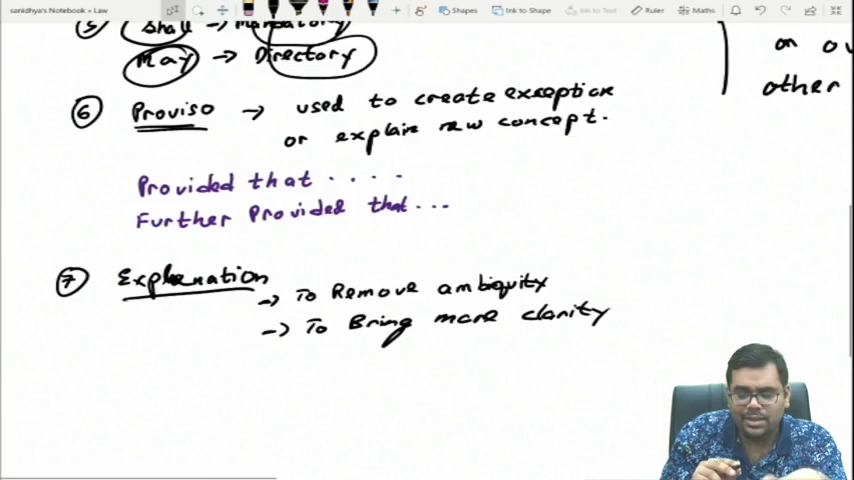 sanidhya's Notebook » Law
Shapes
Ink to Shape
Ink to Text
Ruler
Maths
5 Shall → Mandatory
May → Directory
on ov
other
6 Proviso → used to create exception
or explain new concept.
Provided that . . . .
Further Provided that...
7 Explanation
→ To Remove ambiguity
→ To Bring more clarity